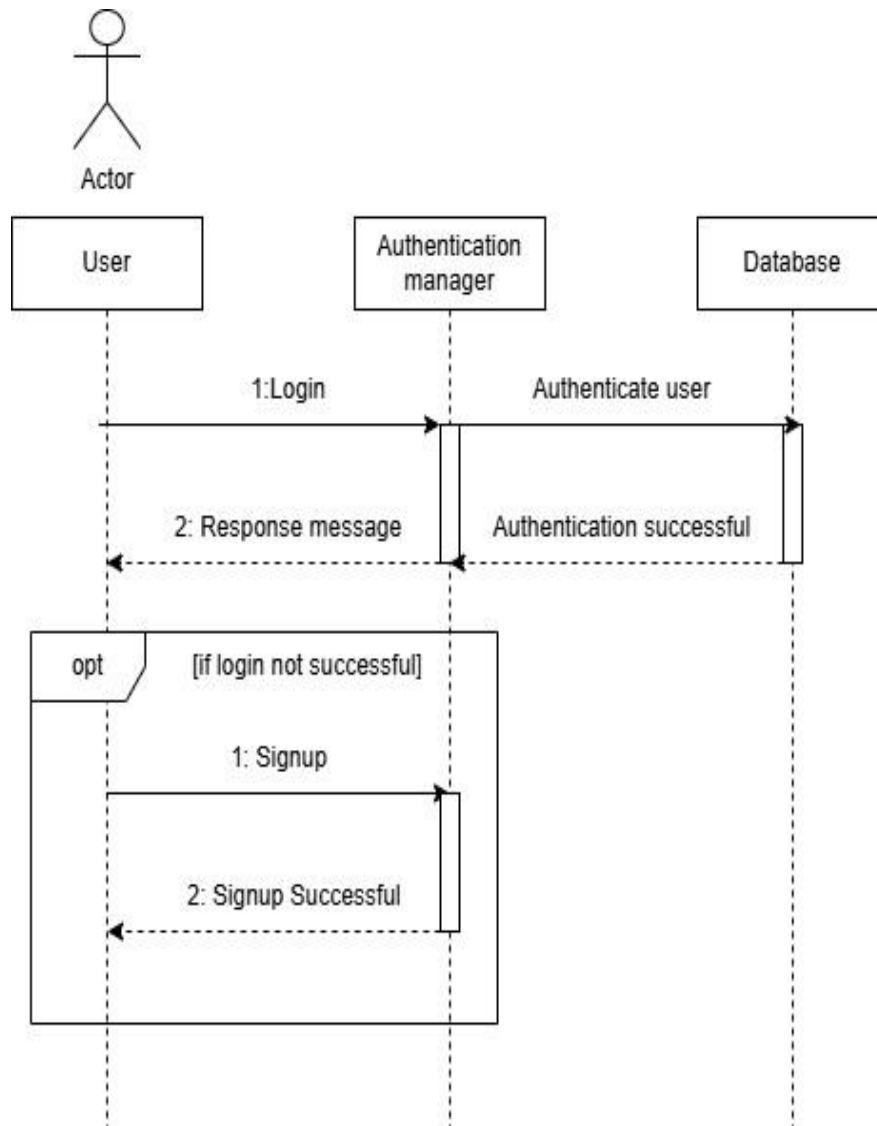 Actor
User
Authentication
manager
Database
1:Login
Authenticate user
2: Response message
Authentication successful
opt
[if login not successful]
1: Signup
2: Signup Successful